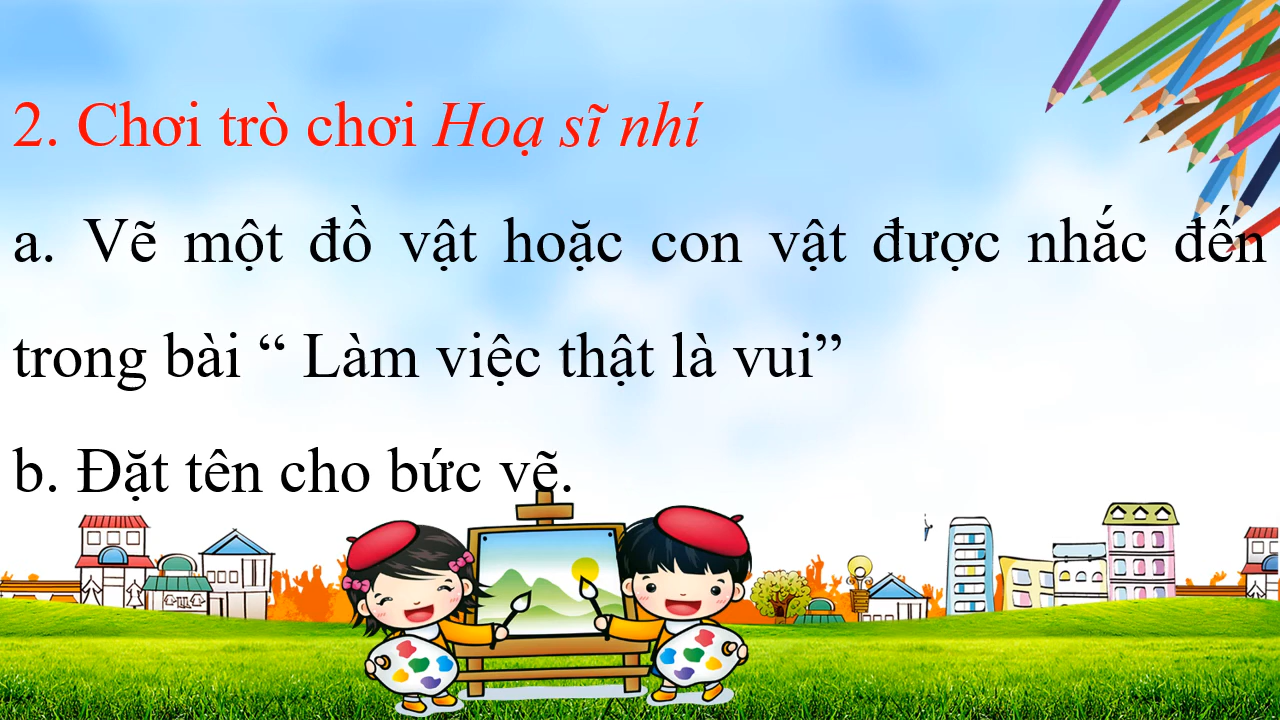 2. Chơi trò chơi Hoạ sĩ nhí
a. Vẽ một đồ vật hoặc con vật được nhắc đến
trong bài “ Làm việc thật là vui”
b. Đặt tên cho bức vẽ.